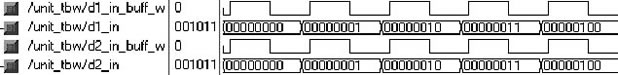 /unit_tbw/d1_in_buff_w 0
/unit_tbw/d1_in 001011 00000000 00000001 00000010 00000011 00000100
/unit_tbw/d2_in_buff_w 0
/unit_tbw/d2_in 001011 00000000 00000001 00000010 00000011 00000100